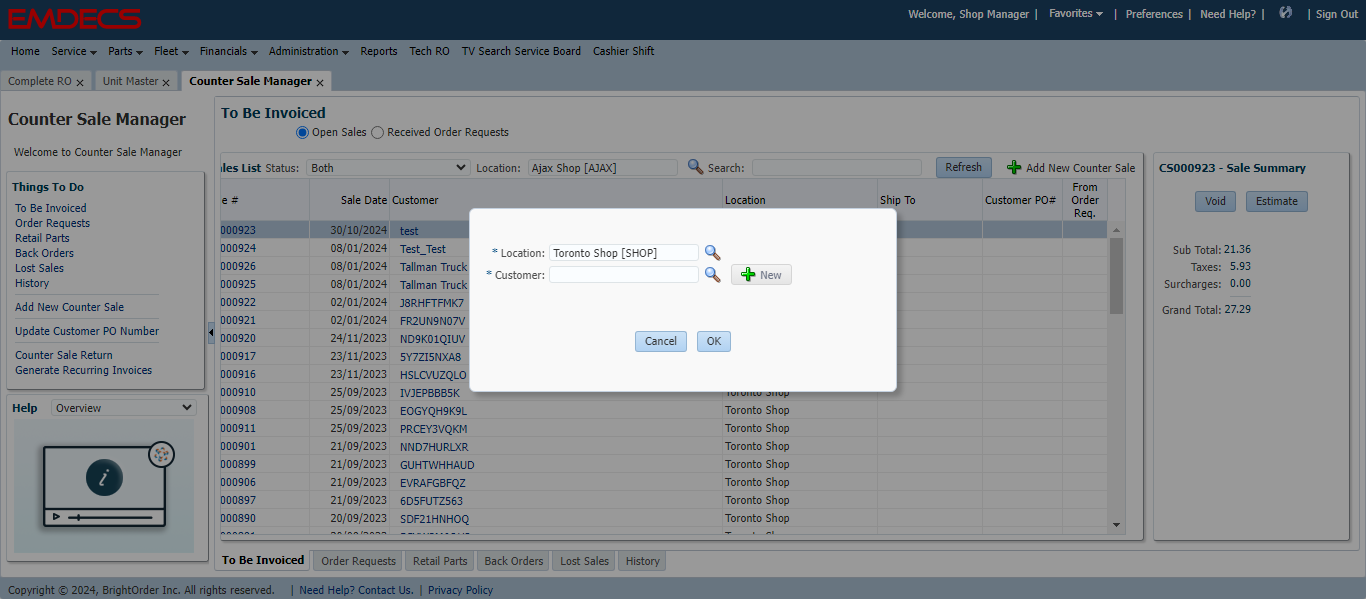 EMDECS
Welcome, Shop Manager | Favorites | Preferences | Need Help? | | Sign Out
Home Service Parts Fleet Financials Administration Reports Tech RO TV Search Service Board Cashier Shift
Complete RO × Unit Master × Counter Sale Manager ×
Counter Sale Manager
Welcome to Counter Sale Manager
Things To Do
To Be Invoiced
Order Requests
Retail Parts
Back Orders
Lost Sales
History
Add New Counter Sale
Update Customer PO Number
Counter Sale Return
Generate Recurring Invoices
Help Overview
i
To Be Invoiced
Open Sales Received Order Requests
les List Status: Both Location: Ajax Shop [AJAX] Search: Refresh Add New Counter Sale
e # Sale Date Customer Location Ship To Customer PO# From Order Req.
000923 30/10/2024 test
000924 08/01/2024 Test_Test
000926 08/01/2024 Tallman Truck
000925 08/01/2024 Tallman Truck
000922 02/01/2024 J8RHFTFMK7
000921 02/01/2024 FR2UN9N07V
000920 24/11/2023 ND9K01QIUV
000917 23/11/2023 5Y7ZI5NXA8
000916 23/11/2023 HSLCVUZQLO
000910 25/09/2023 IVJEPBBB5K Toronto Shop
000908 25/09/2023 EOGYQH9K9L Toronto Shop
000911 25/09/2023 PRCEY3VQKM Toronto Shop
000901 21/09/2023 NND7HURLXR Toronto Shop
000899 21/09/2023 GUHTWHHAUD Toronto Shop
000906 21/09/2023 EVRAFGBFQZ Toronto Shop
000897 21/09/2023 6D5FUTZ563 Toronto Shop
000890 20/09/2023 SDF21HNHOQ Toronto Shop
* Location: Toronto Shop [SHOP]
* Customer: New
Cancel OK
CS000923 - Sale Summary
Void Estimate
Sub Total: 21.36
Taxes: 5.93
Surcharges: 0.00
Grand Total: 27.29
To Be Invoiced Order Requests Retail Parts Back Orders Lost Sales History
Copyright © 2024, BrightOrder Inc. All rights reserved. | Need Help? Contact Us. | Privacy Policy